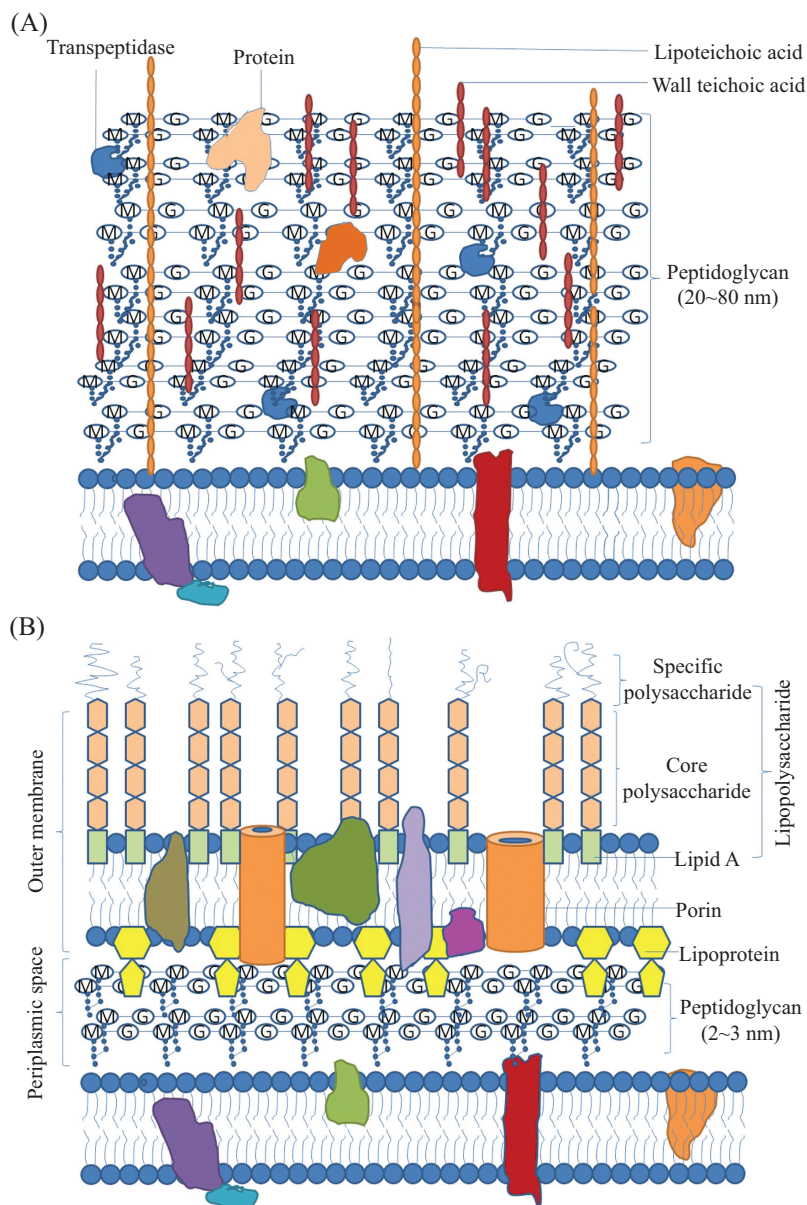 (A)
Transpeptidase
Protein
Lipoteichoic acid
Wall teichoic acid
Peptidoglycan
(20~80 nm)
(B)
Specific
polysaccharide
Core
polysaccharide
Lipopolysaccharide
Lipid A
Porin
Lipoprotein
Peptidoglycan
(2~3 nm)
Outer membrane
Periplasmic space
M
G